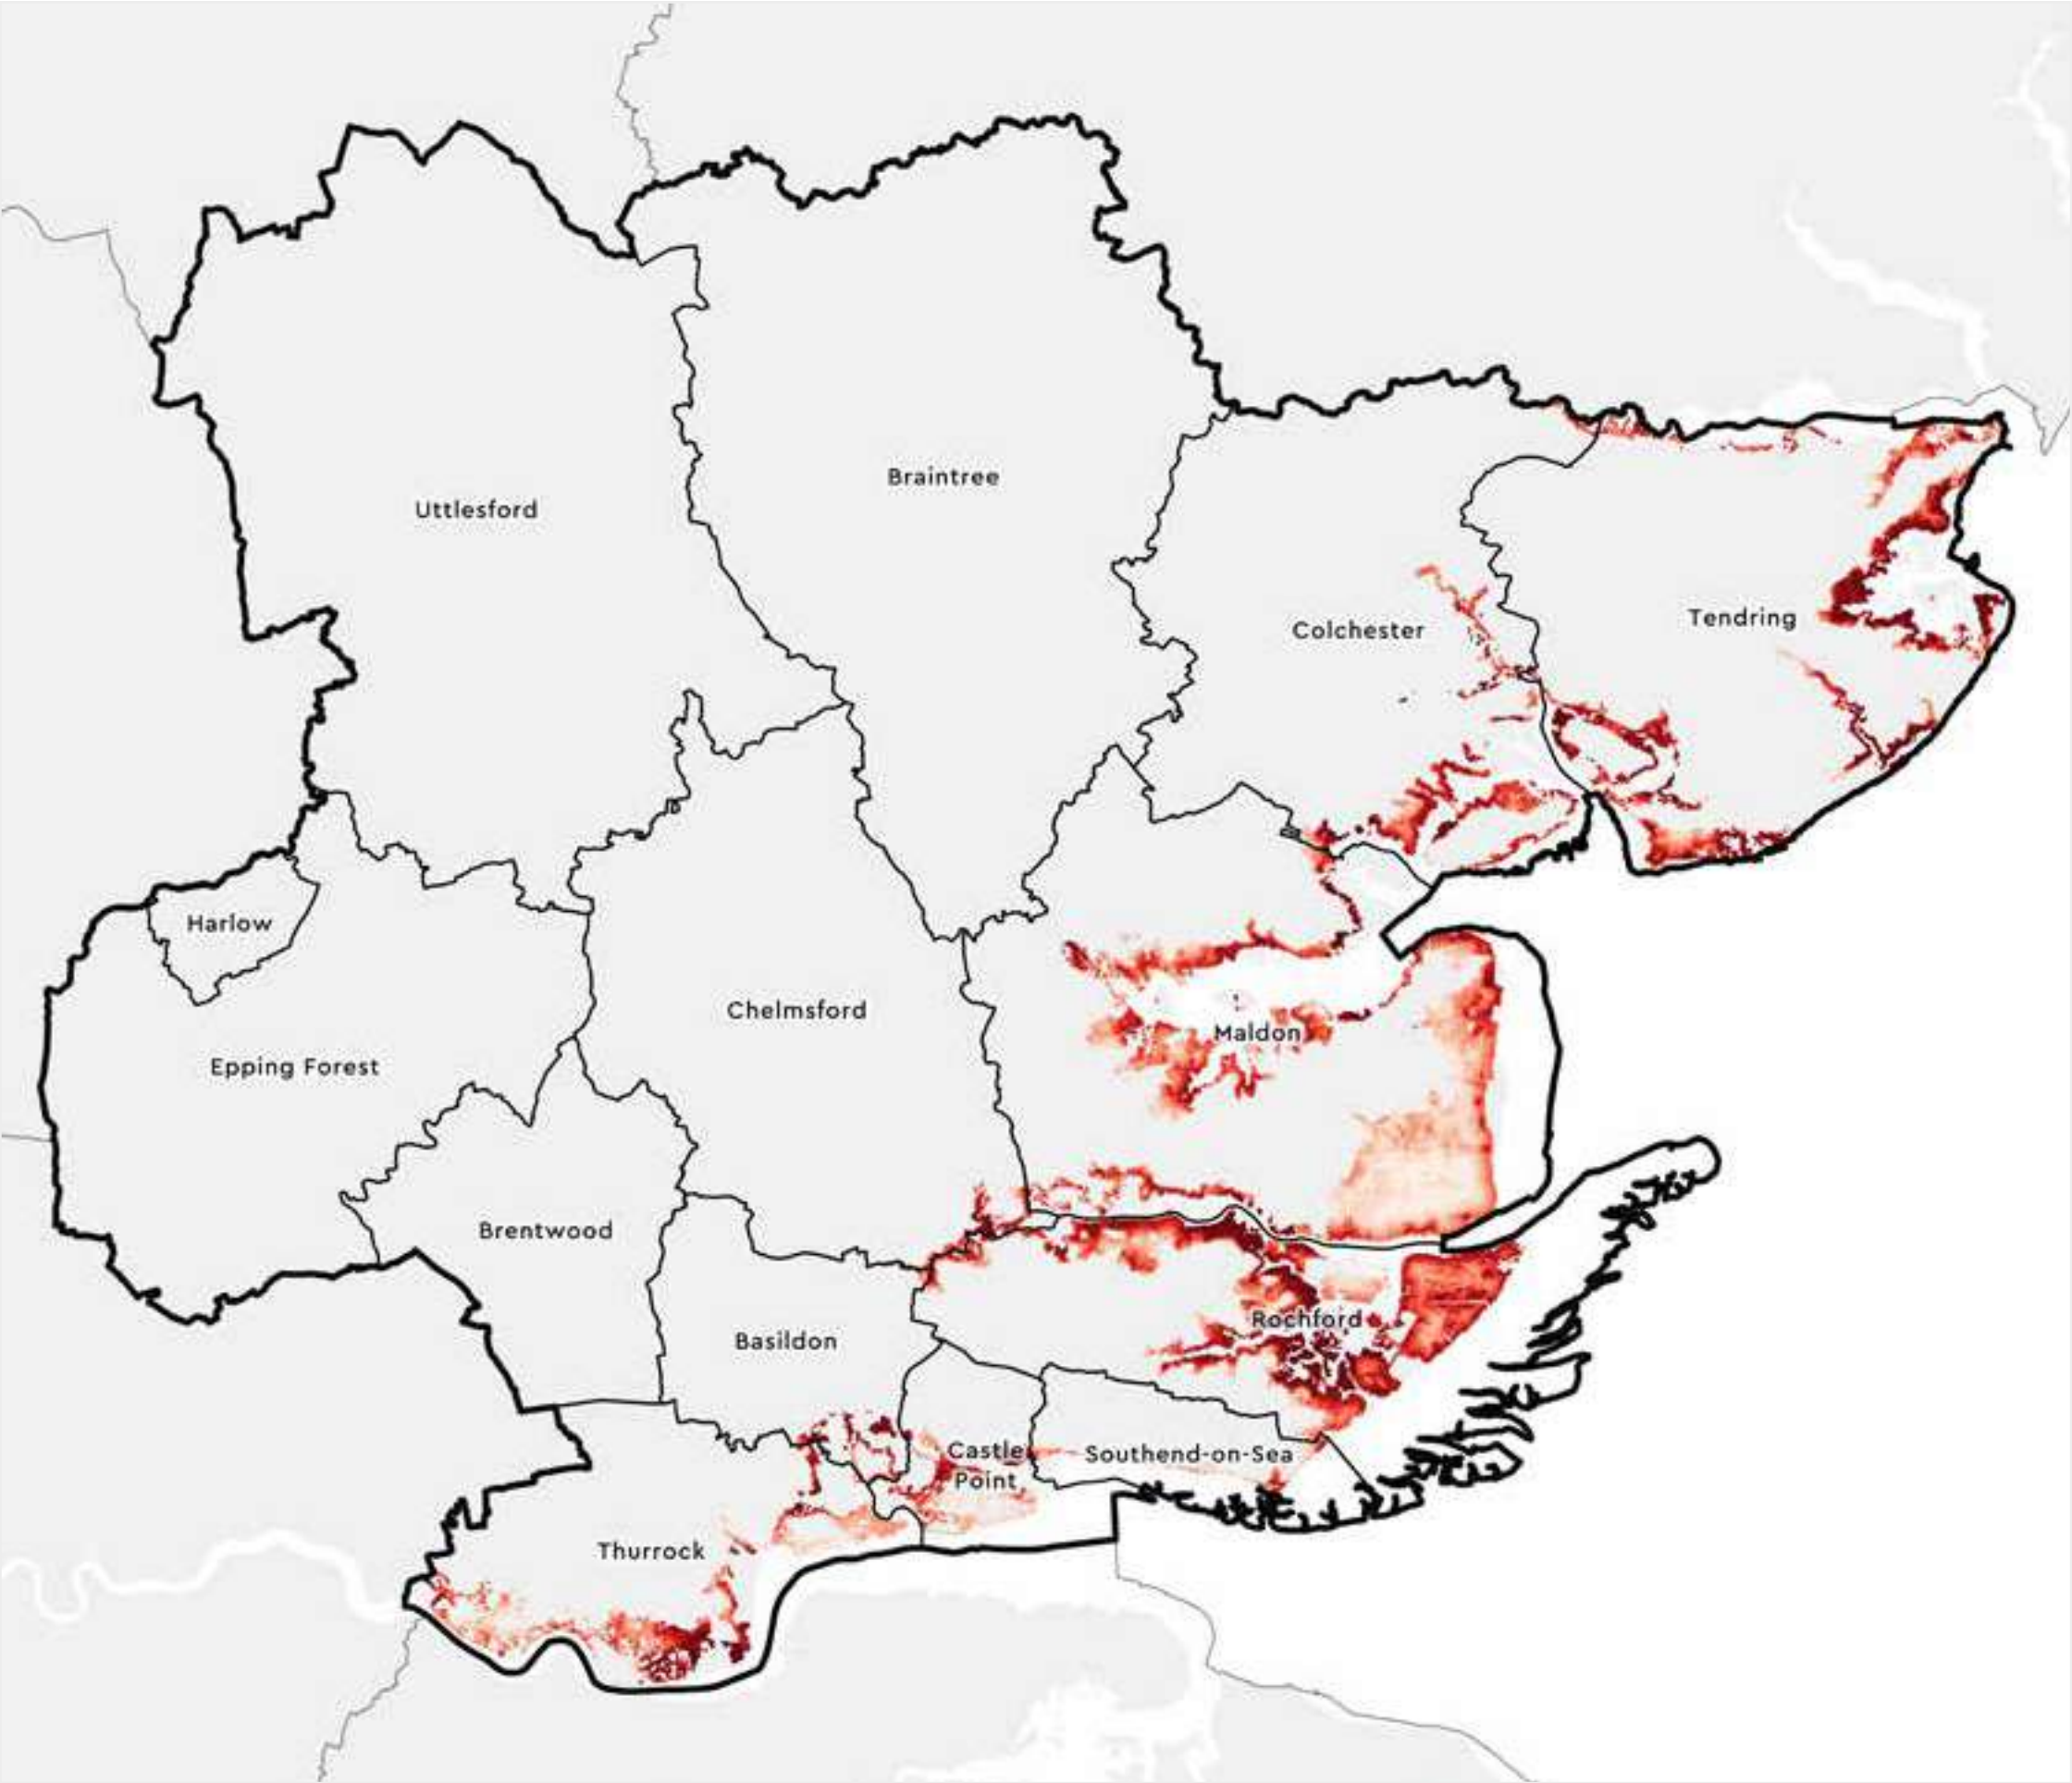 Braintree
Uttlesford
Colchester
Tendring
Harlow
Chelmsford
Maldon
Epping Forest
Brentwood
Rochford
Basildon
Castle
Point
Southend-on-Sea
Thurrock